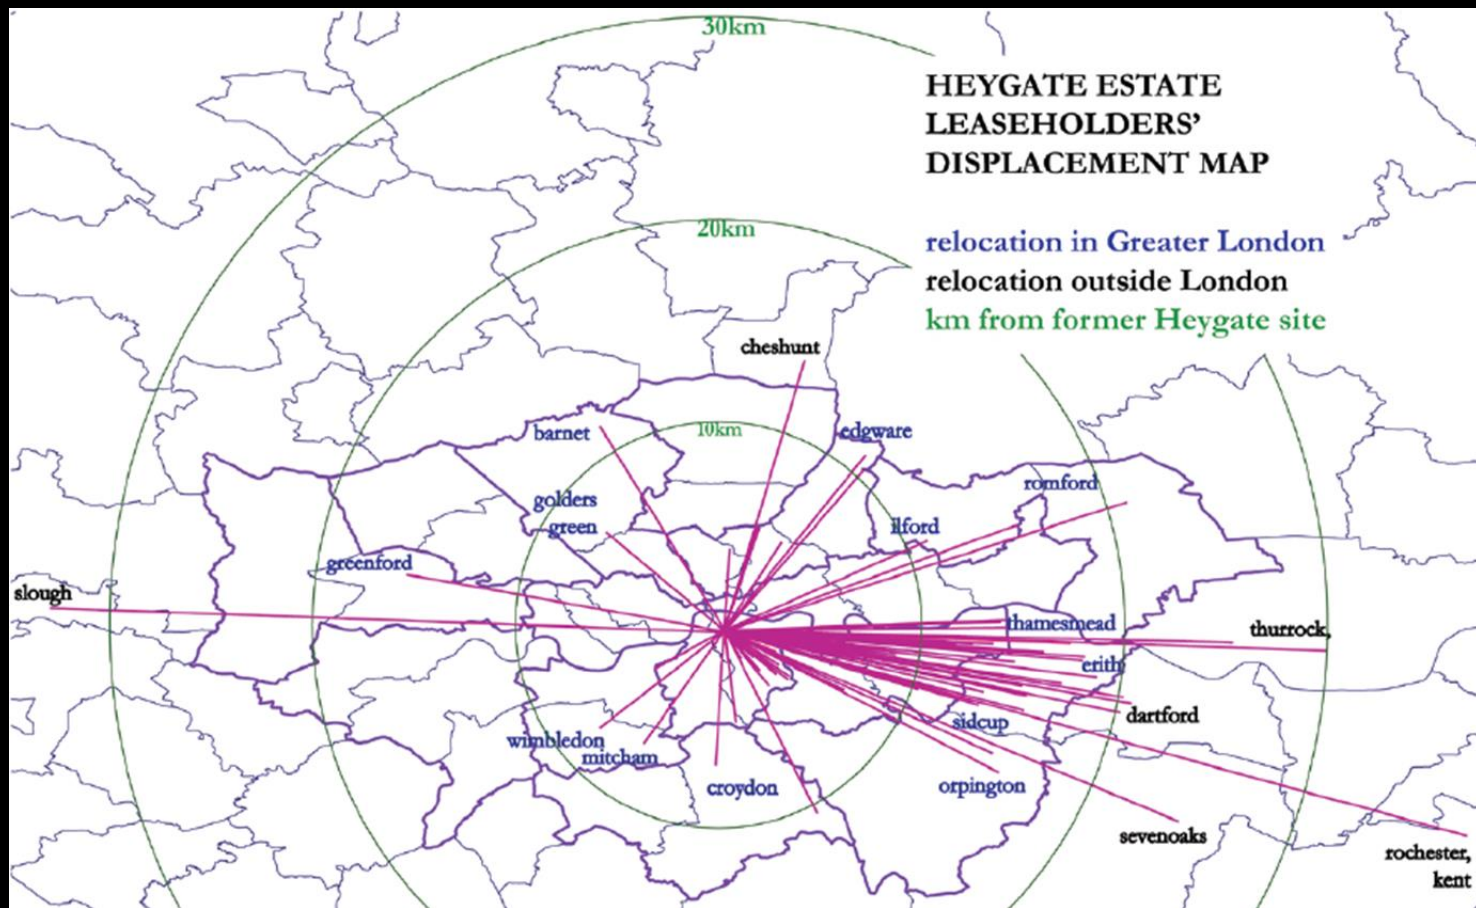 30km
HEYGATE ESTATE
LEASEHOLDERS'
DISPLACEMENT MAP
20km
relocation in Greater London
relocation outside London
km from former Heygate site
cheshunt
10km
barnet
edgware
romford
golders
green
ilford
greenford
slough
thamesmead
thurrock,
erith
dartford
sidcup
wimbledon
mitcham
croydon
orpington
sevenoaks
rochester,
kent